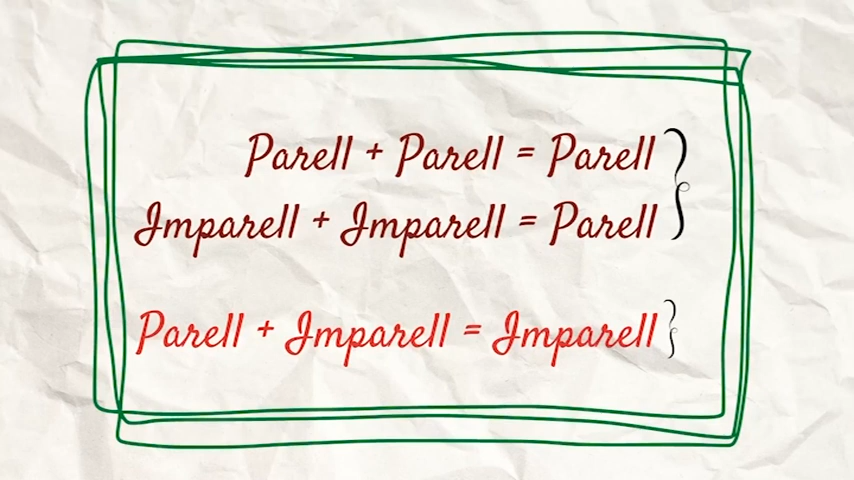 Parell + Parell = Parell }
Imparell + Imparell = Parell
Parell + Imparell = Imparell }